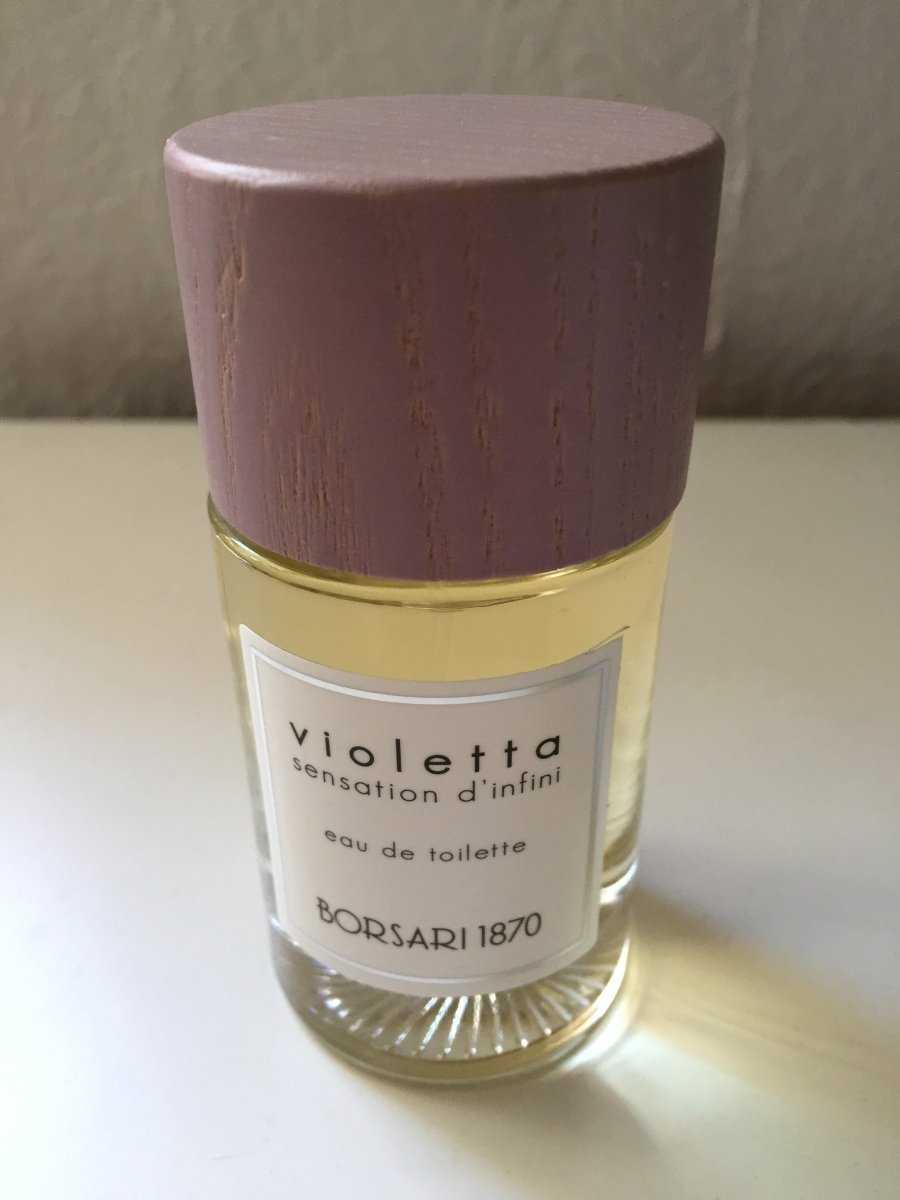 violetta
sensation d'infini
eau de toilette
BORSARI 1870